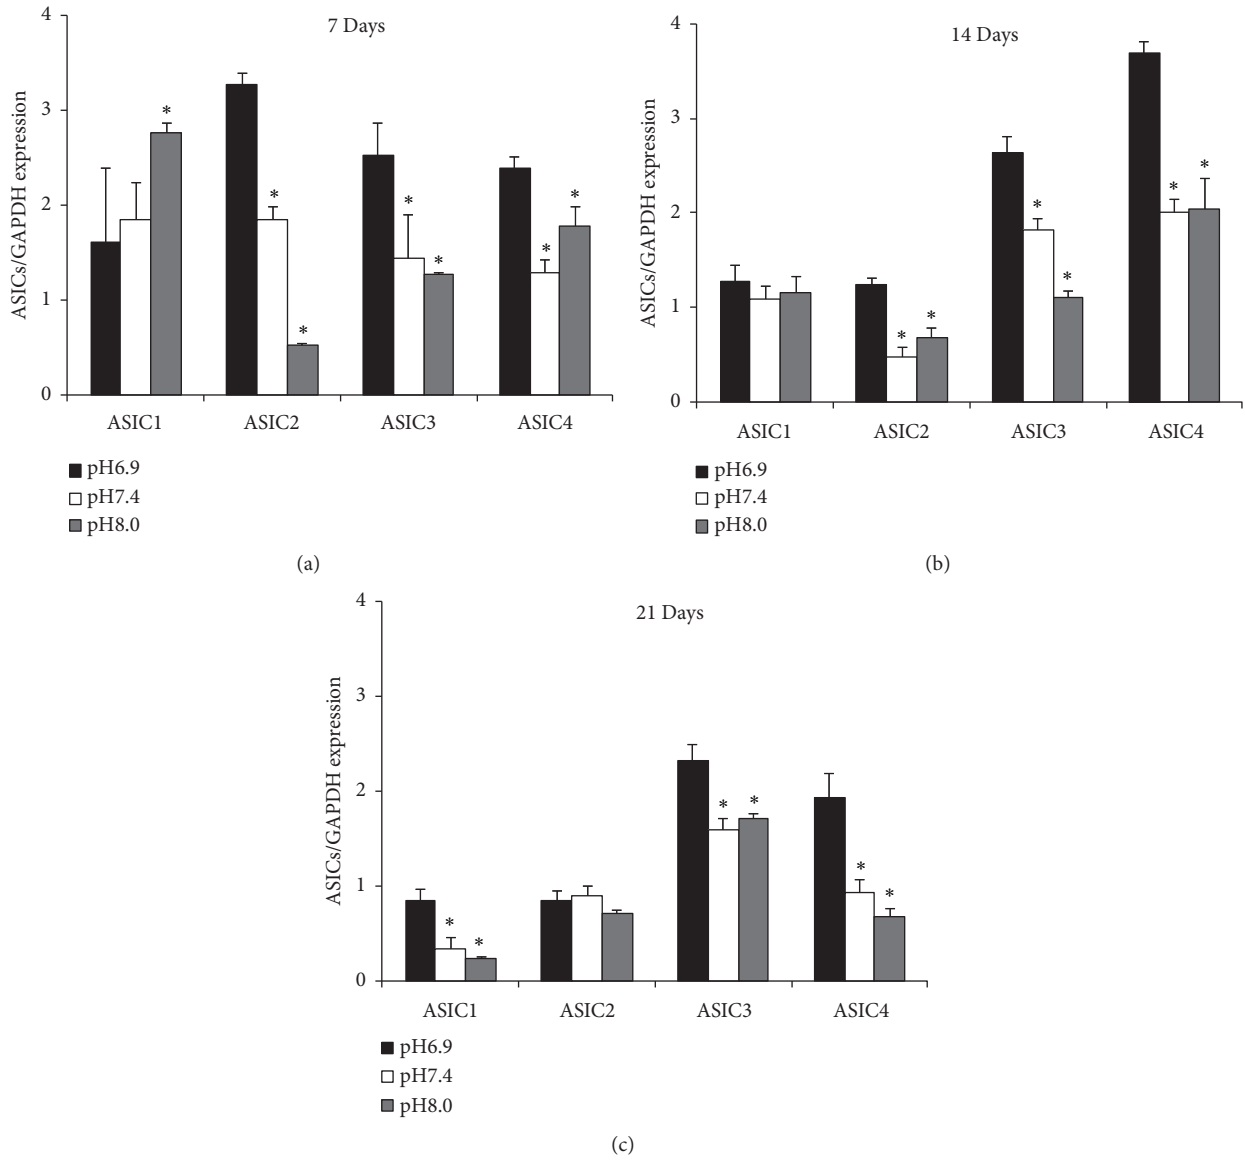 7 Days
ASICs/GAPDH expression
4
3
2
1
0
*
*
*
*
*
*
*
ASIC1 ASIC2 ASIC3 ASIC4
pH6.9
pH7.4
pH8.0
(a)
14 Days
ASICs/GAPDH expression
4
3
2
1
0
*
*
*
*
*
*
ASIC1 ASIC2 ASIC3 ASIC4
pH6.9
pH7.4
pH8.0
(b)
21 Days
ASICs/GAPDH expression
4
3
2
1
0
*
*
*
*
*
*
ASIC1 ASIC2 ASIC3 ASIC4
pH6.9
pH7.4
pH8.0
(c)